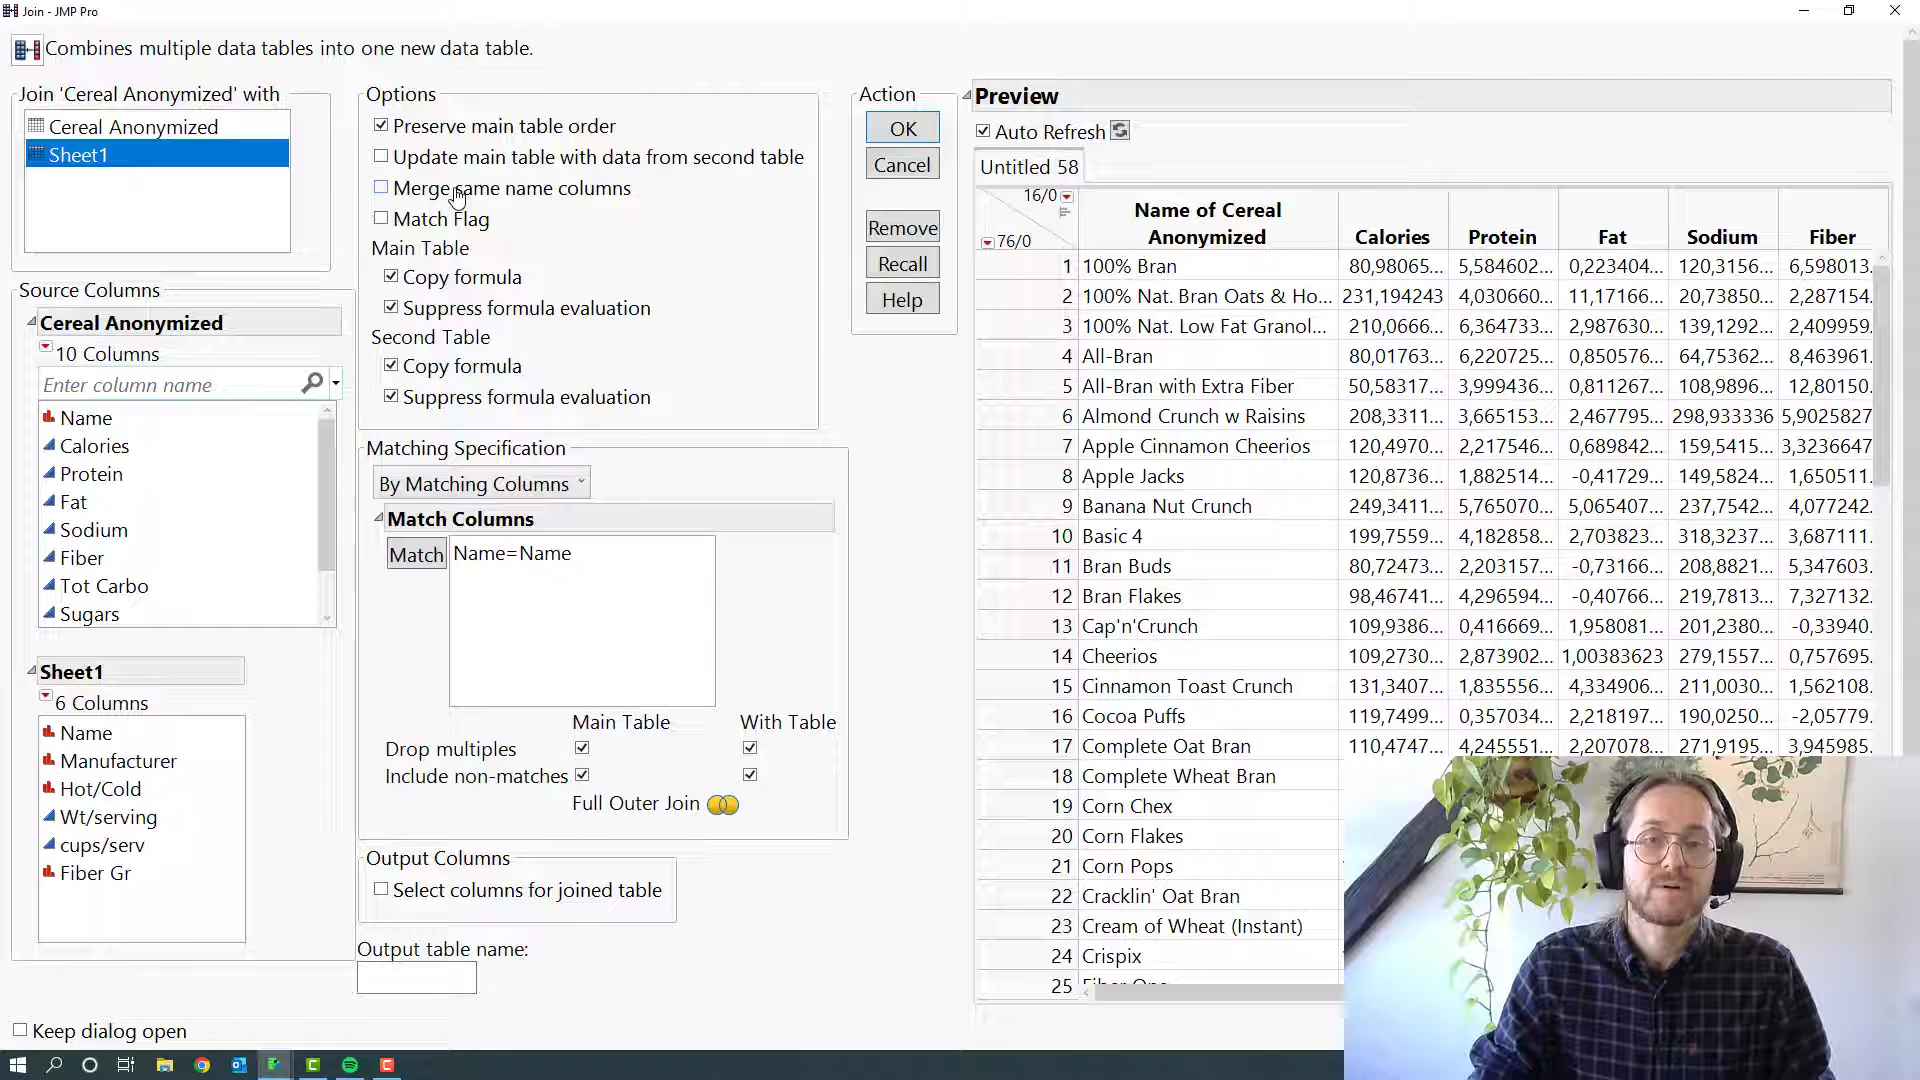 Join - JMP Pro
Combines multiple data tables into one new data table.
Join 'Cereal Anonymized' with
Cereal Anonymized
Sheet1
Source Columns
Cereal Anonymized
10 Columns
Enter column name
Name
Calories
Protein
Fat
Sodium
Fiber
Tot Carbo
Sugars
Sheet1
6 Columns
Name
Manufacturer
Hot/Cold
Wt/serving
cups/serv
Fiber Gr
Options
Preserve main table order
Update main table with data from second table
Merge same name columns
Match Flag
Main Table
Copy formula
Suppress formula evaluation
Second Table
Copy formula
Suppress formula evaluation
Matching Specification
By Matching Columns
Match Columns
Match
Name=Name
Main Table With Table
Drop multiples
Include non-matches
Full Outer Join
Output Columns
Select columns for joined table
Output table name:
Keep dialog open
Action
OK
Cancel
Remove
Recall
Help
Preview
Auto Refresh
Untitled 58
16/0
76/0
Name of Cereal Anonymized Calories Protein Fat Sodium Fiber
1 100% Bran 80,98065... 5,584602... 0,223404... 120,3156... 6,598013.
2 100% Nat. Bran Oats & Ho... 231,194243 4,030660... 11,17166... 20,73850... 2,287154.
3 100% Nat. Low Fat Granol... 210,0666... 6,364733... 2,987630... 139,1292... 2,409959.
4 All-Bran 80,01763... 6,220725... 0,850576... 64,75362... 8,463961.
5 All-Bran with Extra Fiber 50,58317... 3,999436... 0,811267... 108,9896... 12,80150.
6 Almond Crunch w Raisins 208,3311... 3,665153... 2,467795... 298,933336 5,9025827
7 Apple Cinnamon Cheerios 120,4970... 2,217546... 0,689842... 159,5415... 3,3236647
8 Apple Jacks 120,8736... 1,882514... -0,41729... 149,5824... 1,650511.
9 Banana Nut Crunch 249,3411... 5,765070... 5,065407... 237,7542... 4,077242.
10 Basic 4 199,7559... 4,182858... 2,703823... 318,3237... 3,687111.
11 Bran Buds 80,72473... 2,203157... -0,73166... 208,8821... 5,347603.
12 Bran Flakes 98,46741... 4,296594... -0,40766... 219,7813... 7,327132.
13 Cap'n'Crunch 109,9386... 0,416669... 1,958081... 201,2380... -0,33940.
14 Cheerios 109,2730... 2,873902... 1,00383623 279,1557... 0,757695.
15 Cinnamon Toast Crunch 131,3407... 1,835556... 4,334906... 211,0030... 1,562108.
16 Cocoa Puffs 119,7499... 0,357034... 2,218197... 190,0250... -2,05779.
17 Complete Oat Bran 110,4747... 4,245551... 2,207078... 271,9195... 3,945985.
18 Complete Wheat Bran
19 Corn Chex
20 Corn Flakes
21 Corn Pops
22 Cracklin' Oat Bran
23 Cream of Wheat (Instant)
24 Crispix
25